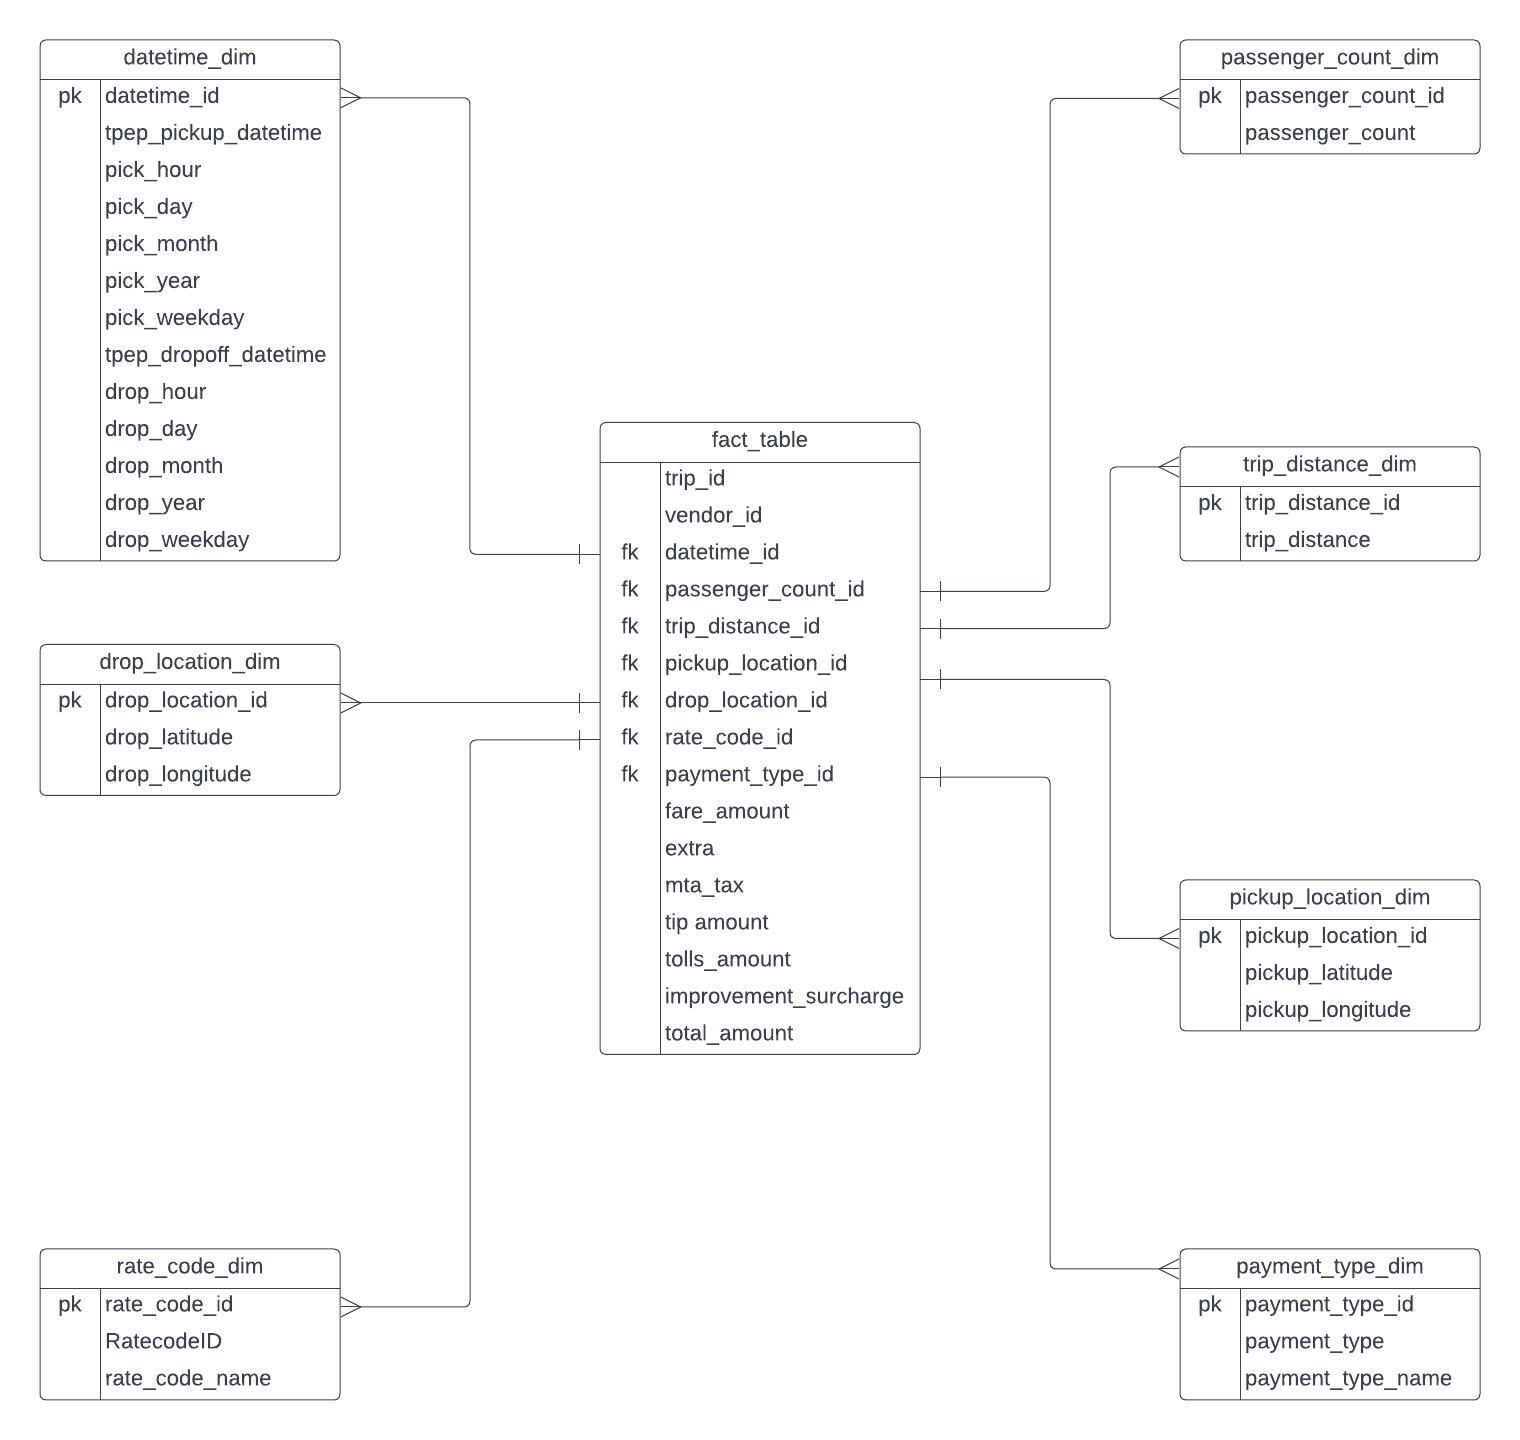 datetime_dim
pk datetime_id
tpep_pickup_datetime
pick_hour
pick_day
pick_month
pick_year
pick_weekday
tpep_dropoff_datetime
drop_hour
drop_day
drop_month
drop_year
drop_weekday
drop_location_dim
pk drop_location_id
drop_latitude
drop_longitude
rate_code_dim
pk rate_code_id
RatecodeID
rate_code_name
fact_table
trip_id
vendor_id
fk datetime_id
fk passenger_count_id
fk trip_distance_id
fk pickup_location_id
fk drop_location_id
fk rate_code_id
fk payment_type_id
fare_amount
extra
mta_tax
tip amount
tolls_amount
improvement_surcharge
total_amount
passenger_count_dim
pk passenger_count_id
passenger_count
trip_distance_dim
pk trip_distance_id
trip_distance
pickup_location_dim
pk pickup_location_id
pickup_latitude
pickup_longitude
payment_type_dim
pk payment_type_id
payment_type
payment_type_name